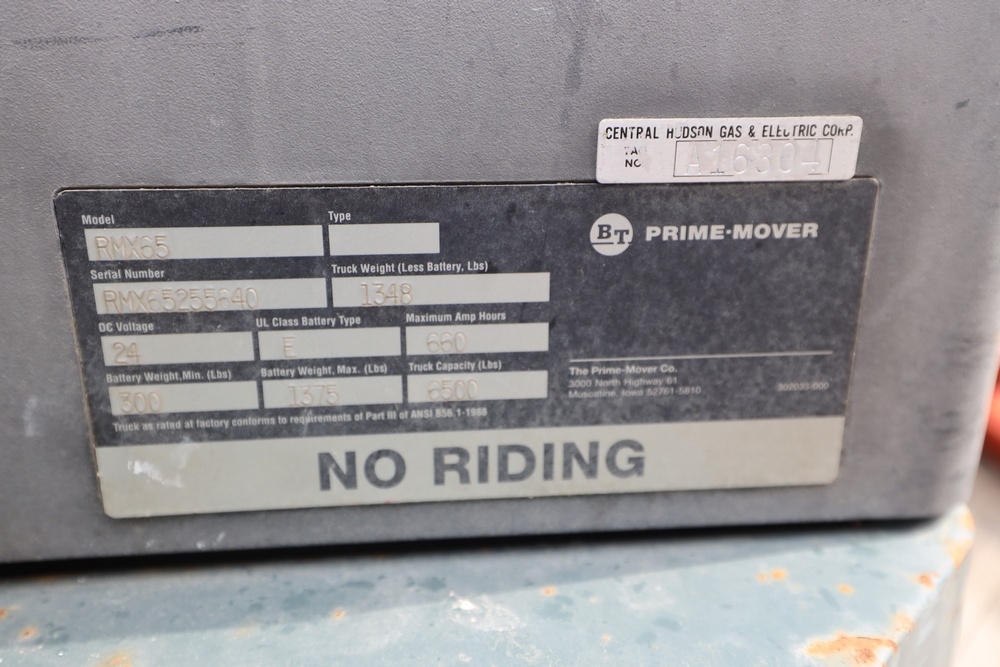 CENTRAL HUDSON GAS & ELECTRIC CORP.
TAG
NO A16304
Model Type
RMX65
BT PRIME-MOVER
Serial Number Truck Weight (Less Battery, Lbs)
RMX65255640 1348
DC Voltage UL Class Battery Type Maximum Amp Hours
24 E 660
Battery Weight, Min. (Lbs) Battery Weight, Max. (Lbs) Truck Capacity (Lbs)
300 1375 6500
The Prime-Mover Co.
3000 North Highway 61
Muscatine, Iowa 52761-5810
302033-000
Truck as rated at factory conforms to requirements of Part III of ANSI B56.1-1988
NO RIDING